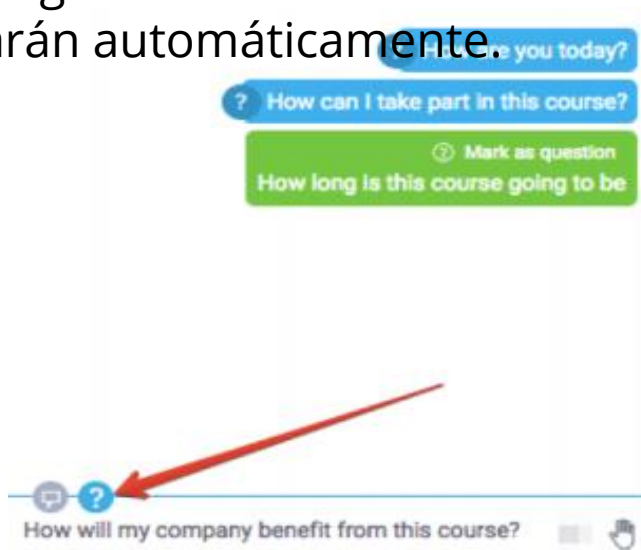 arán automáticamente.
you today?
? How can I take part in this course?
? Mark as question
How long is this course going to be
?
How will my company benefit from this course?